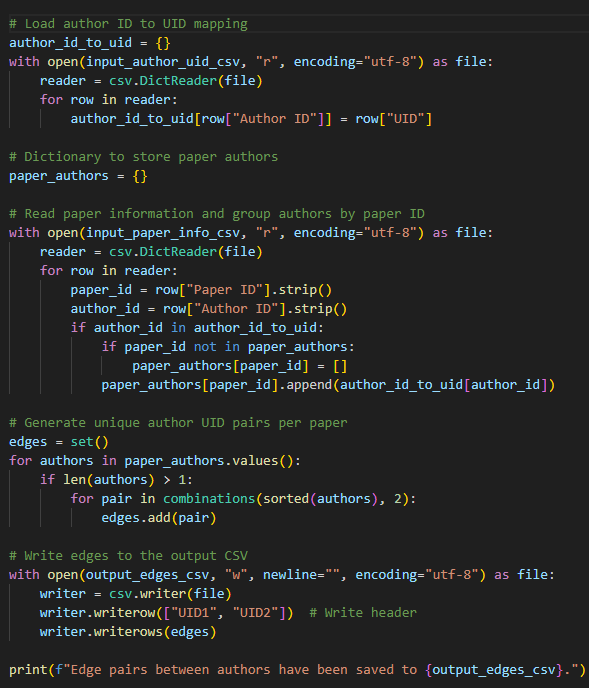 # Load author ID to UID mapping
author_id_to_uid = {}
with open(input_author_uid_csv, "r", encoding="utf-8") as file:
    reader = csv.DictReader(file)
    for row in reader:
        author_id_to_uid[row["Author ID"]] = row["UID"]

# Dictionary to store paper authors
paper_authors = {}

# Read paper information and group authors by paper ID
with open(input_paper_info_csv, "r", encoding="utf-8") as file:
    reader = csv.DictReader(file)
    for row in reader:
        paper_id = row["Paper ID"].strip()
        author_id = row["Author ID"].strip()
        if author_id in author_id_to_uid:
            if paper_id not in paper_authors:
                paper_authors[paper_id] = []
            paper_authors[paper_id].append(author_id_to_uid[author_id])

# Generate unique author UID pairs per paper
edges = set()
for authors in paper_authors.values():
    if len(authors) > 1:
        for pair in combinations(sorted(authors), 2):
            edges.add(pair)

# Write edges to the output CSV
with open(output_edges_csv, "w", newline="", encoding="utf-8") as file:
    writer = csv.writer(file)
    writer.writerow(["UID1", "UID2"])  # Write header
    writer.writerows(edges)

print(f"Edge pairs between authors have been saved to {output_edges_csv}.")